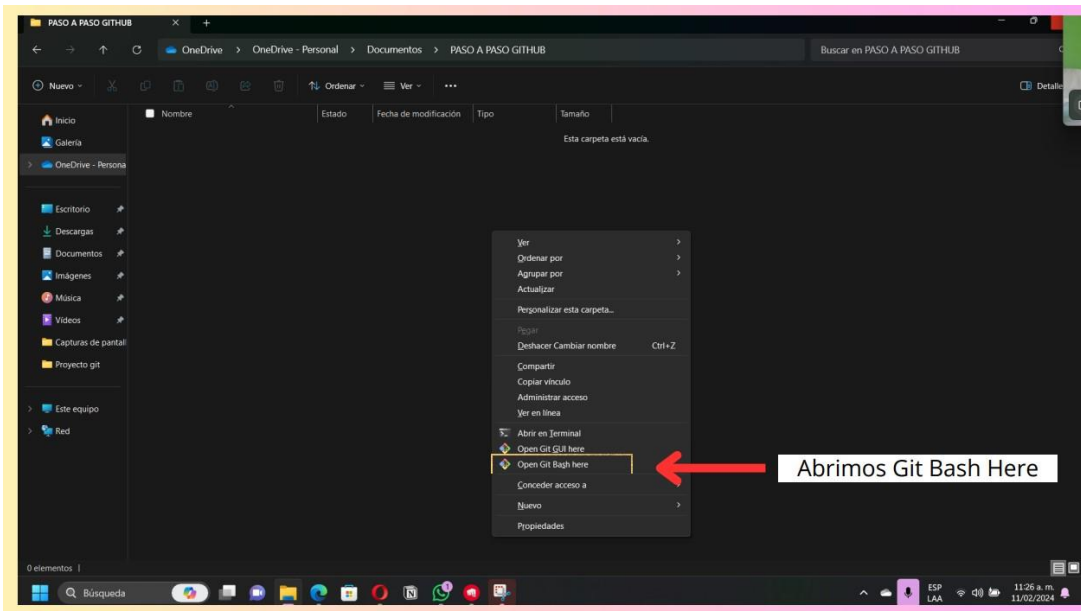 PASO A PASO GITHUB
OneDrive > OneDrive - Personal > Documentos > PASO A PASO GITHUB
Buscar en PASO A PASO GITHUB
Nuevo Ordenar Ver ... Detalle
Nombre Estado Fecha de modificación Tipo Tamaño
Esta carpeta está vacía.
Inicio
Galería
OneDrive - Persona
Escritorio
Descargas
Documentos
Imágenes
Música
Vídeos
Capturas de pantall
Proyecto git
Este equipo
Red
Ver
Ordenar por
Agrupar por
Actualizar
Personalizar esta carpeta...
Pegar
Deshacer Cambiar nombre Ctrl+Z
Compartir
Copiar vínculo
Administrar acceso
Ver en línea
Abrir en Terminal
Open Git GUI here
Open Git Bash here
Conceder acceso a
Nuevo
Propiedades
Abrimos Git Bash Here
0 elementos
Búsqueda
ESP
LAA
11:26 a. m.
11/02/2024